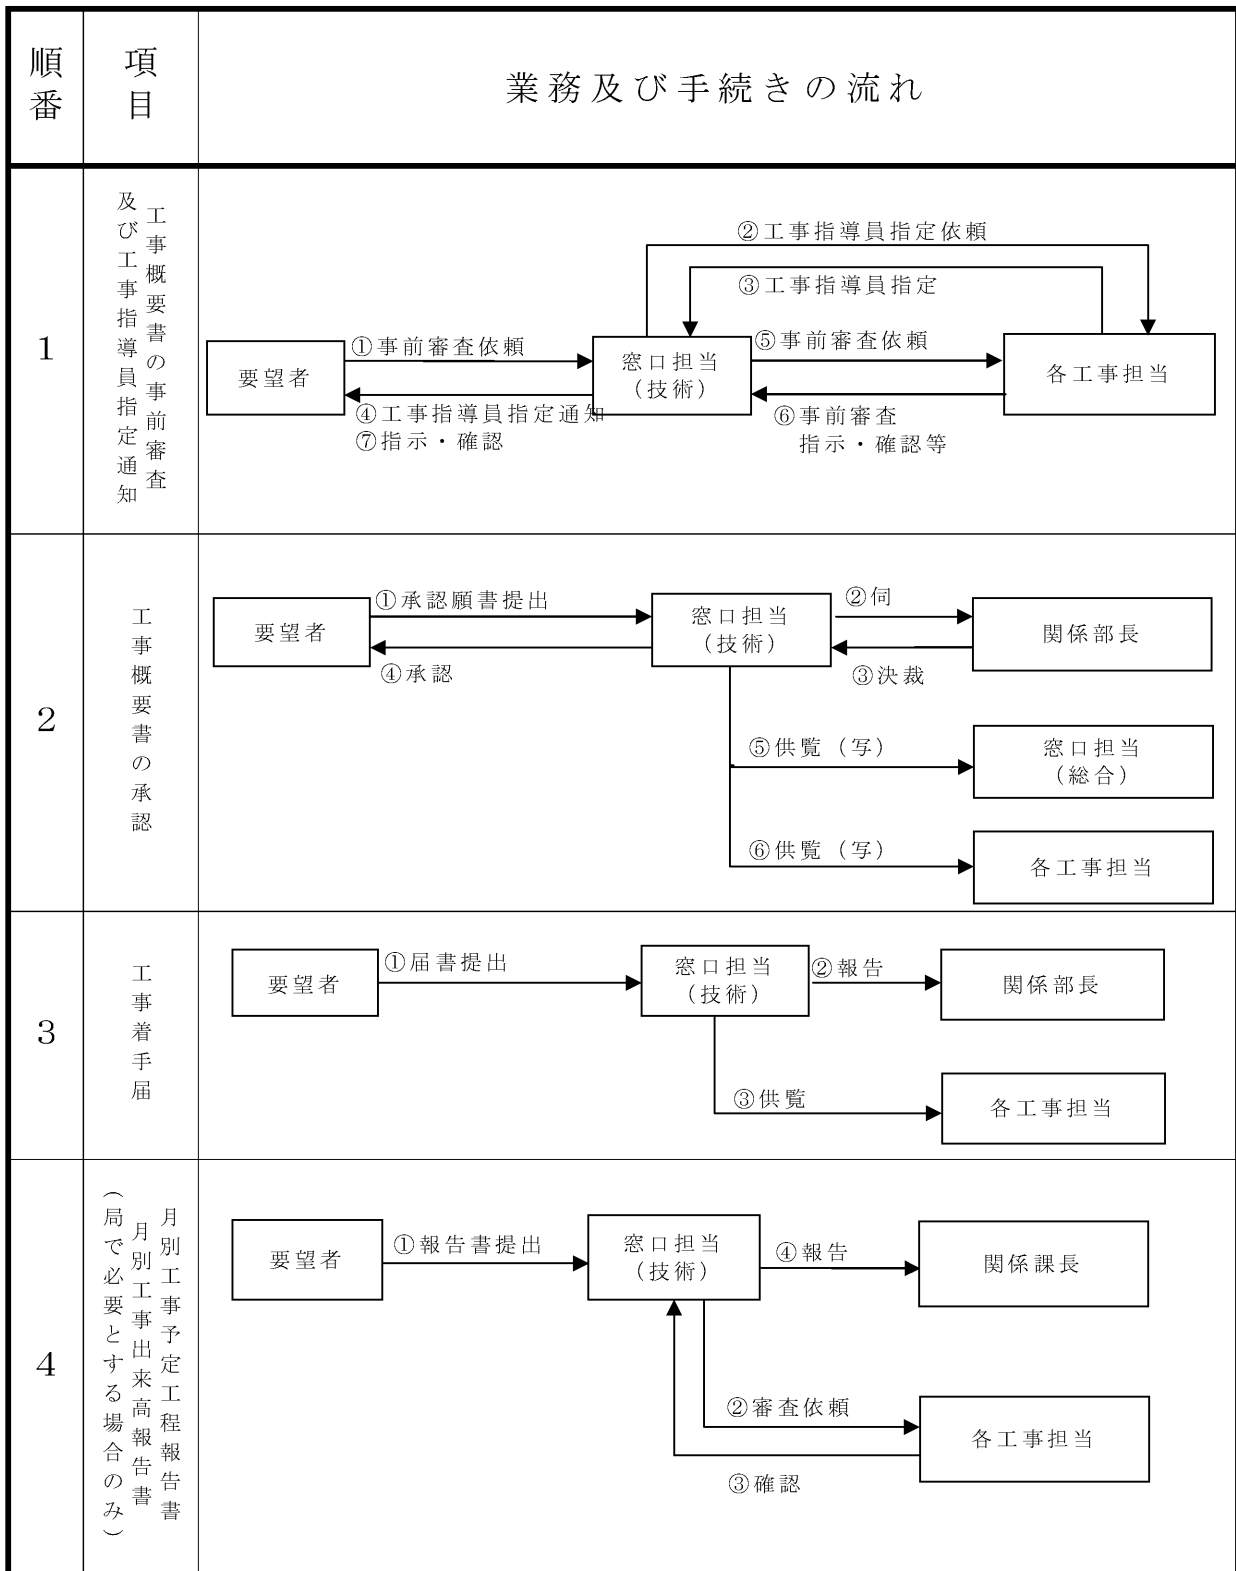 順番
項目
業務及び手続きの流れ
1
工事概要書の事前審査
及び工事指導員指定通知
②工事指導員指定依頼
③工事指導員指定
①事前審査依頼
⑤事前審査依頼
要望者
窓口担当
(技術)
各工事担当
④工事指導員指定通知
⑦指示・確認
⑥事前審査
指示・確認等
2
工事概要書の承認
①承認願書提出
②伺
要望者
窓口担当
(技術)
関係部長
④承認
③決裁
⑤供覧(写)
窓口担当
(総合)
⑥供覧(写)
各工事担当
3
工事着手届
①届書提出
②報告
要望者
窓口担当
(技術)
関係部長
③供覧
各工事担当
4
月別工事予定工程報告書
月別工事出来高報告書
(局で必要とする場合のみ)
①報告書提出
④報告
要望者
窓口担当
(技術)
関係課長
②審査依頼
各工事担当
③確認